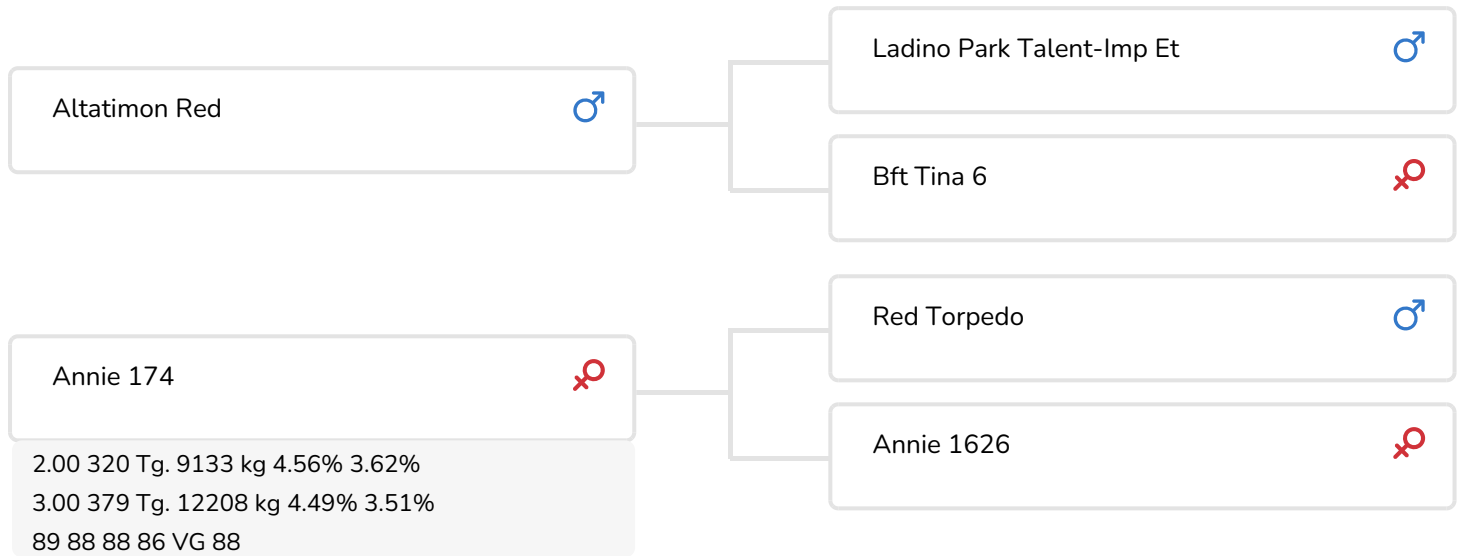 Ladino Park Talent-Imp Et
Altatimon Red
Bft Tina 6
Red Torpedo
Annie 174
Annie 1626
2.00 320 Tg. 9133 kg 4.56% 3.62%
3.00 379 Tg. 12208 kg 4.49% 3.51%
89 88 88 86 VG 88